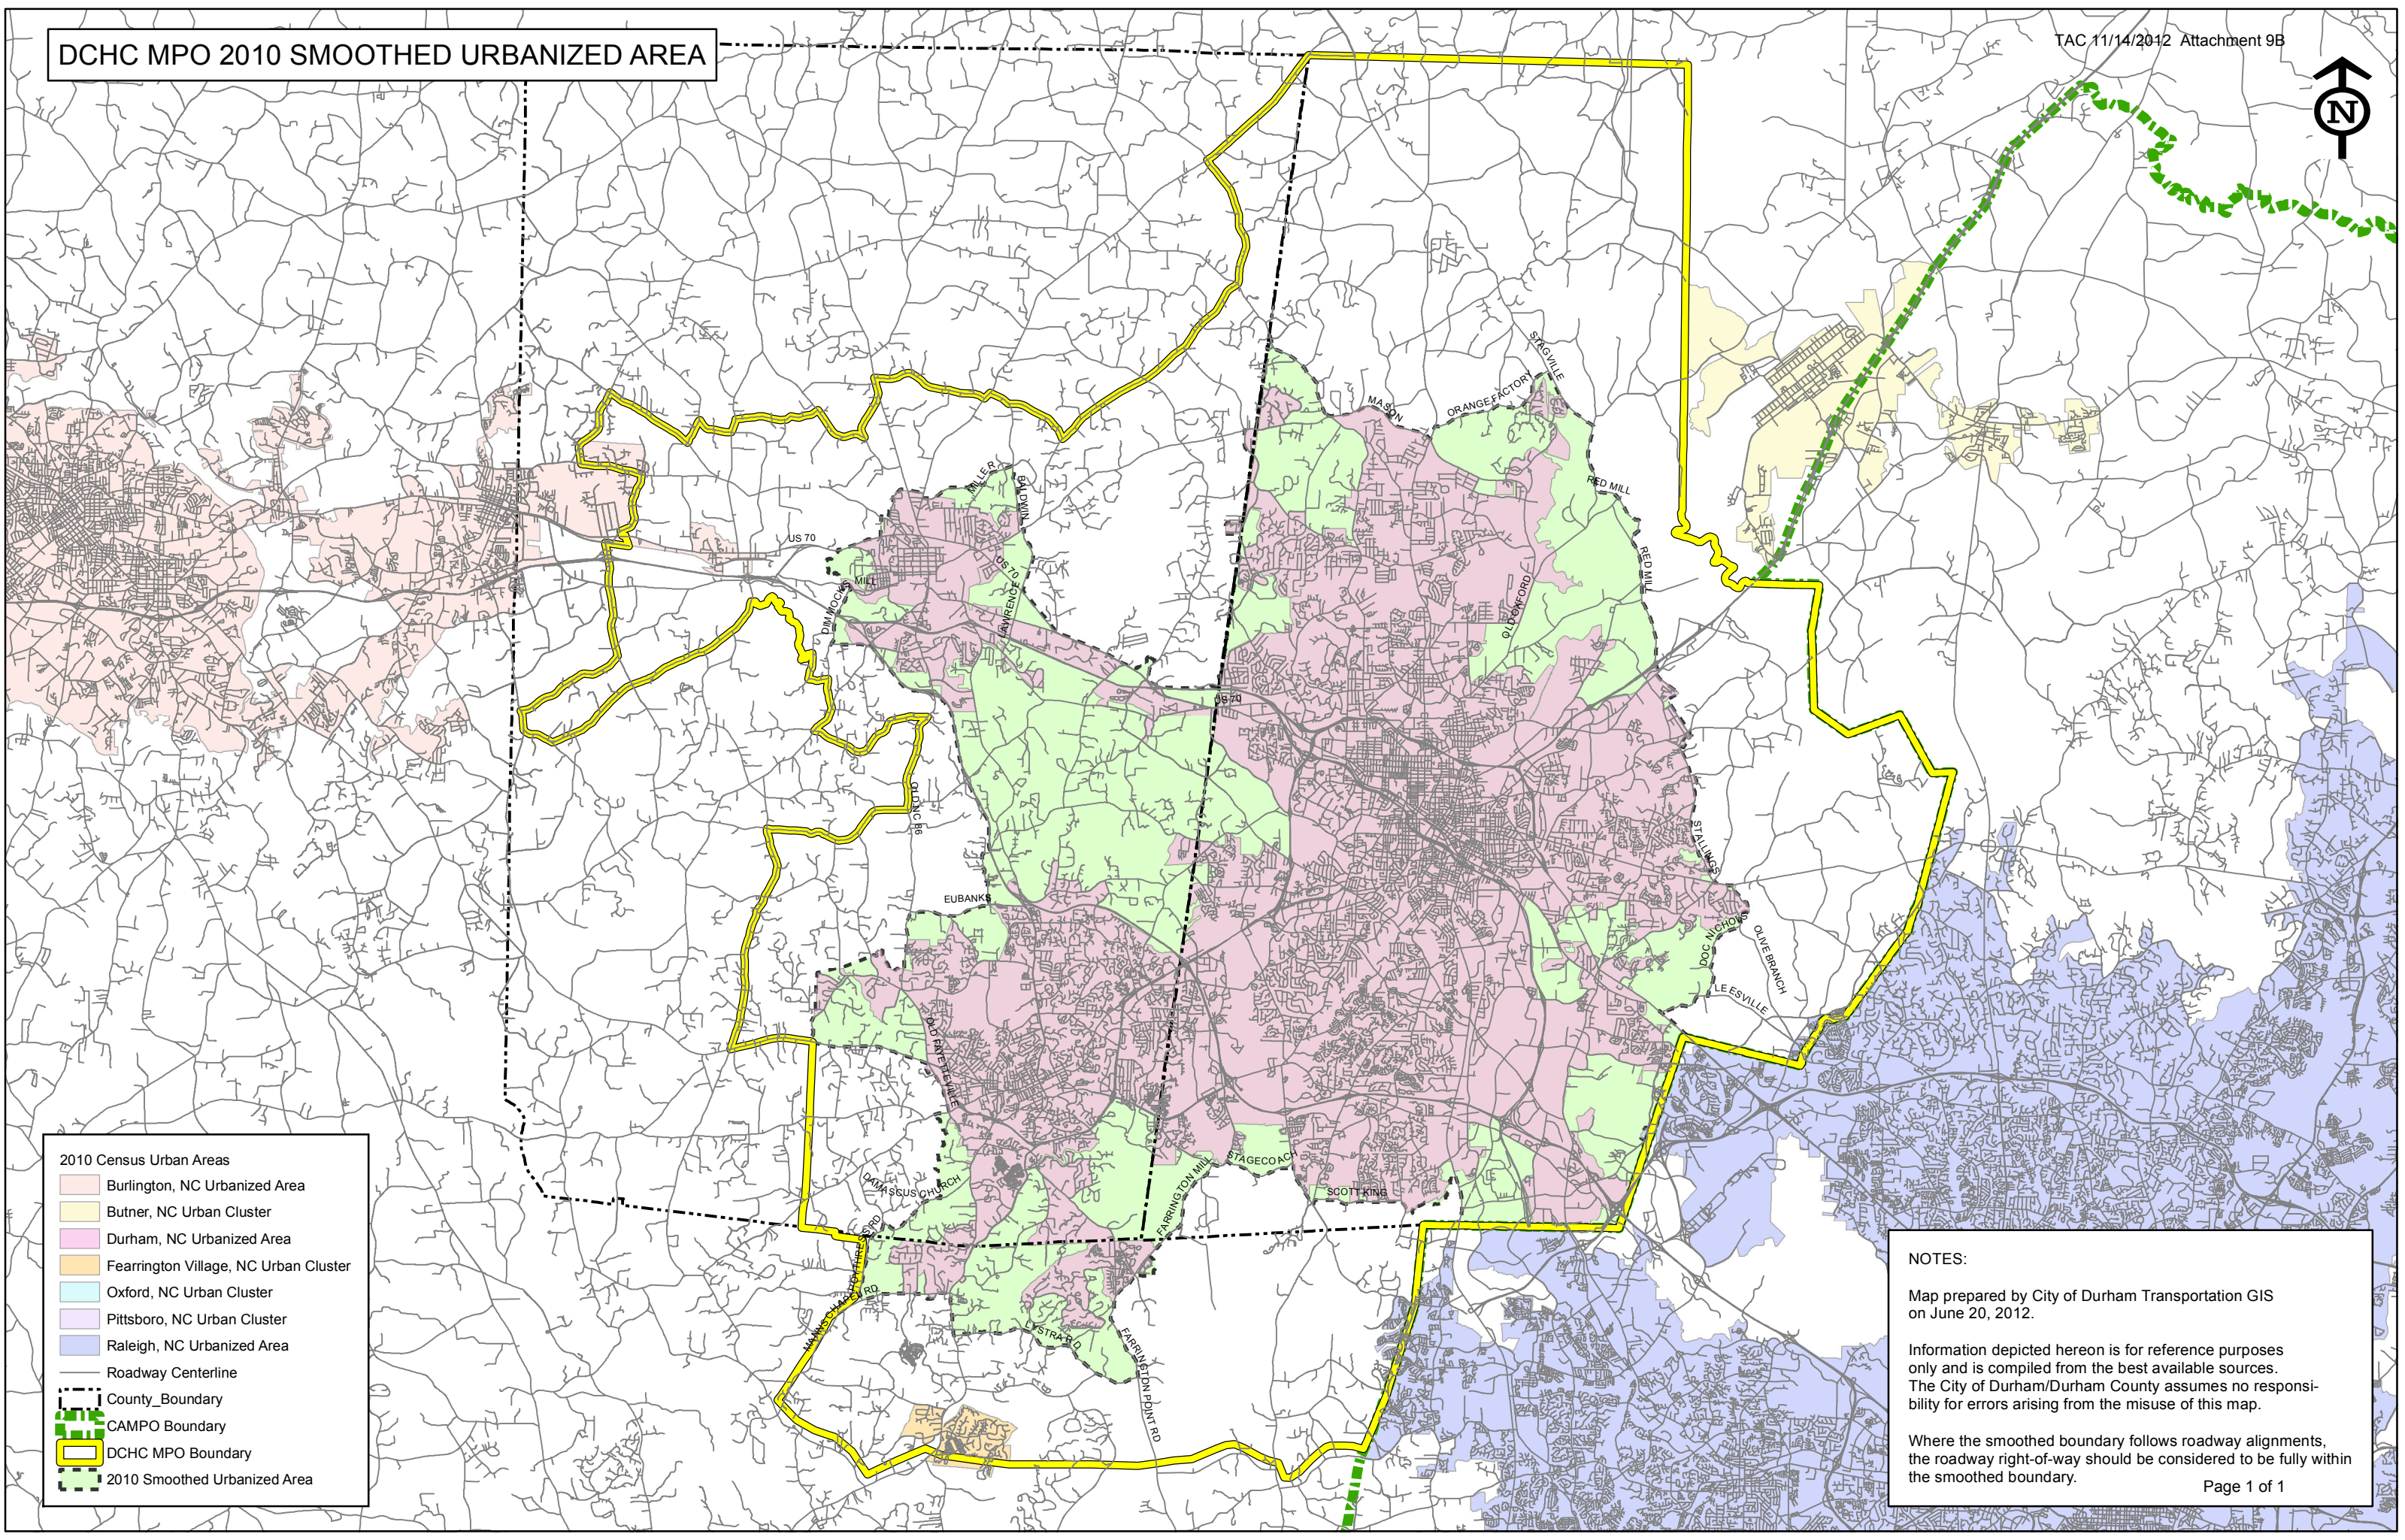 DCHC MPO 2010 SMOOTHED URBANIZED AREA
TAC 11/14/2012 Attachment 9B
N
STAGVILLE
MASON
ORANGE FACTORY
MILLER
BALDWIN
RED MILL
US 70
US 70
RED MILL
MILL
DIMMOCKS
LAWRENCE
OLD OXFORD
US 70
OLD NC 86
STALLINGS
EUBANKS
DOC NICHOLS
OLIVE BRANCH
LEESVILLE
OLD FAYETTEVILLE
STAGECOACH
FARRINGTON MILL
DAMASCUS CHURCH
SCOTT KING
SMITH LEVEL RD
MANNS CHAPEL RD
LYSTRA RD
FARRINGTON POINT RD
2010 Census Urban Areas
Burlington, NC Urbanized Area
Butner, NC Urban Cluster
Durham, NC Urbanized Area
Fearrington Village, NC Urban Cluster
Oxford, NC Urban Cluster
Pittsboro, NC Urban Cluster
Raleigh, NC Urbanized Area
Roadway Centerline
County_Boundary
CAMPO Boundary
DCHC MPO Boundary
2010 Smoothed Urbanized Area
NOTES:
Map prepared by City of Durham Transportation GIS
on June 20, 2012.
Information depicted hereon is for reference purposes
only and is compiled from the best available sources.
The City of Durham/Durham County assumes no responsi-
bility for errors arising from the misuse of this map.
Where the smoothed boundary follows roadway alignments,
the roadway right-of-way should be considered to be fully within
the smoothed boundary.
Page 1 of 1